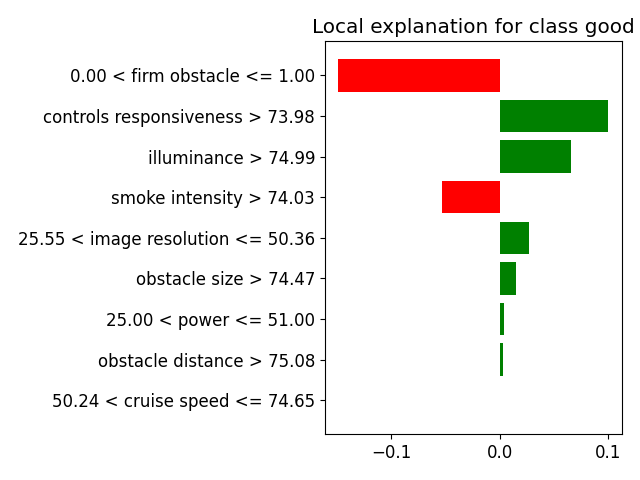 Local explanation for class good
0.00 < firm obstacle <= 1.00
controls responsiveness > 73.98
illuminance > 74.99
smoke intensity > 74.03
25.55 < image resolution <= 50.36
obstacle size > 74.47
25.00 < power <= 51.00
obstacle distance > 75.08
50.24 < cruise speed <= 74.65
−0.1 0.0 0.1